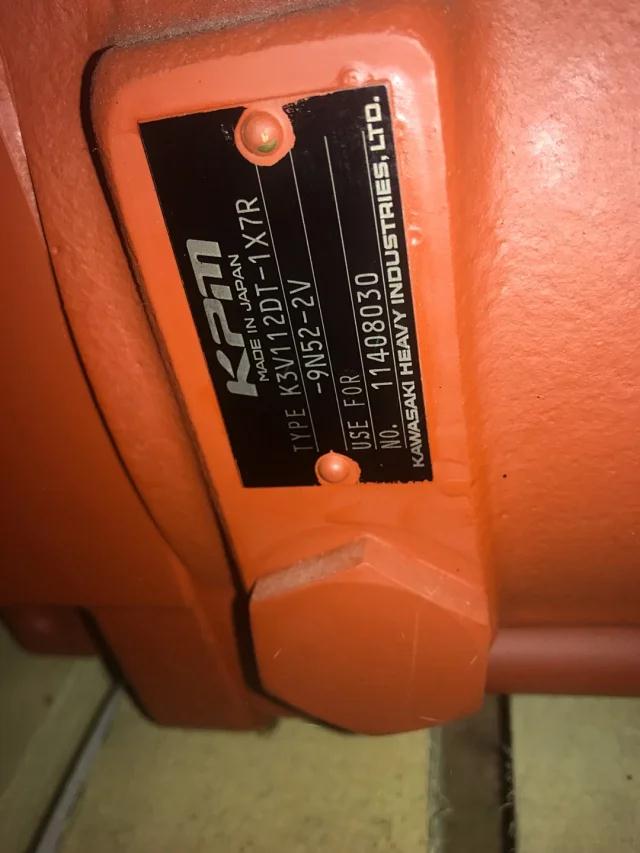 KPM
MADE IN JAPAN
TYPE K3V112DT-1X7R
-9N52-2V
USE FOR
NO. 11408030
KAWASAKI HEAVY INDUSTRIES, LTD.